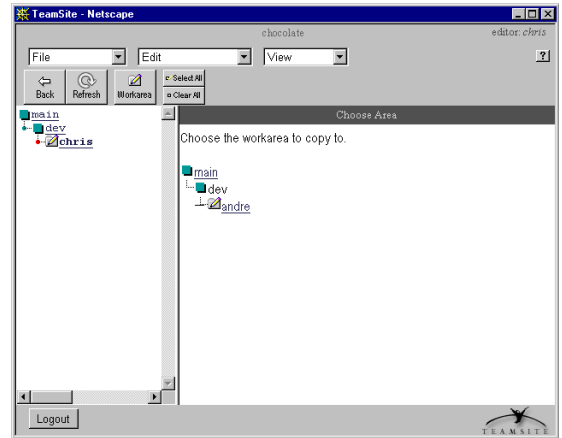 TeamSite - Netscape
chocolate editor: chris
File Edit View ?
Back Refresh Workarea Select All
Clear All
main
dev
chris
Choose Area
Choose the workarea to copy to.
main
dev
andre
Logout
TEAMSITE